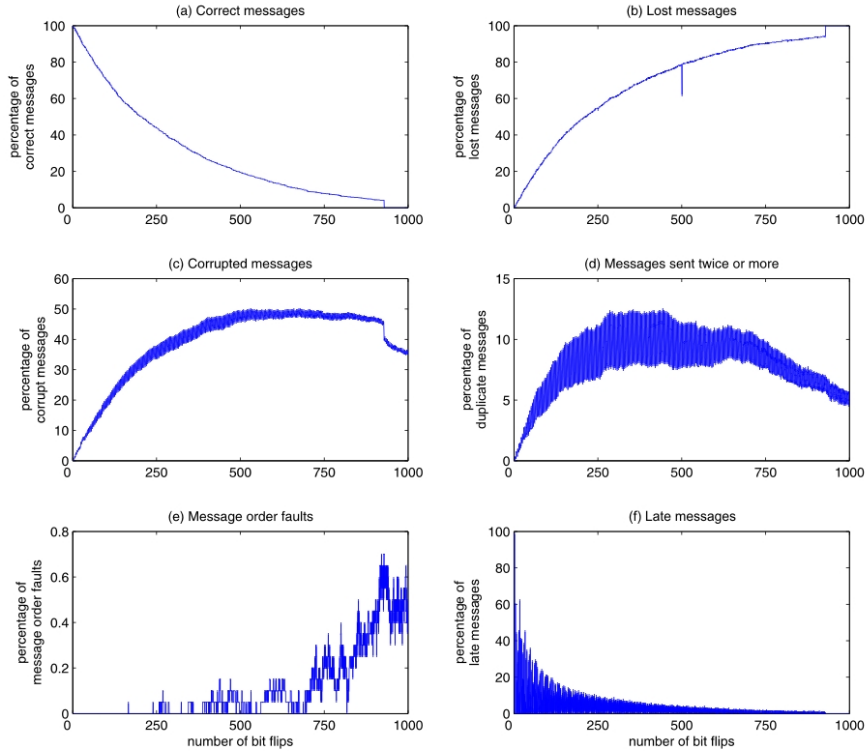 (a) Correct messages
percentage of
correct messages
100
80
60
40
20
0
0 250 500 750 1000
(b) Lost messages
percentage of
lost messages
100
80
60
40
20
0
0 250 500 750 1000
(c) Corrupted messages
percentage of
corrupt messages
60
50
40
30
20
10
0
0 250 500 750 1000
(d) Messages sent twice or more
percentage of
duplicate messages
15
10
5
0
0 250 500 750 1000
(e) Message order faults
percentage of
message order faults
0.8
0.6
0.4
0.2
0
0 250 500 750 1000
number of bit flips
(f) Late messages
percentage of
late messages
100
80
60
40
20
0
0 250 500 750 1000
number of bit flips